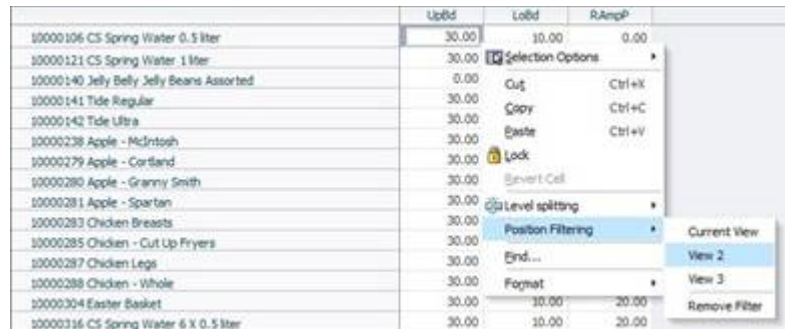 UpBd LoBd RAmpP
10000106 CS Spring Water 0.5 liter 30.00 10.00 0.00
10000121 CS Spring Water 1 liter 30.00 Selection Options
10000140 Jelly Belly Jelly Beans Assorted 0.00 Cut Ctrl+X
10000141 Tide Regular 30.00 Copy Ctrl+C
10000142 Tide Ultra 30.00
10000238 Apple - McIntosh 30.00 Paste Ctrl+V
10000279 Apple - Cortland 30.00 Lock
10000280 Apple - Granny Smith 30.00 Revert Cell
10000281 Apple - Spartan 30.00 Level splitting
10000283 Chicken Breasts 30.00 Position Filtering Current View
10000285 Chicken - Cut Up Fryers 30.00
10000287 Chicken Legs 30.00 Find... View 2
10000288 Chicken - Whole 30.00 Format View 3
10000304 Easter Basket 30.00 10.00 20.00 Remove Filter
10000316 CS Spring Water 6 X 0.5 liter 30.00 10.00 20.00